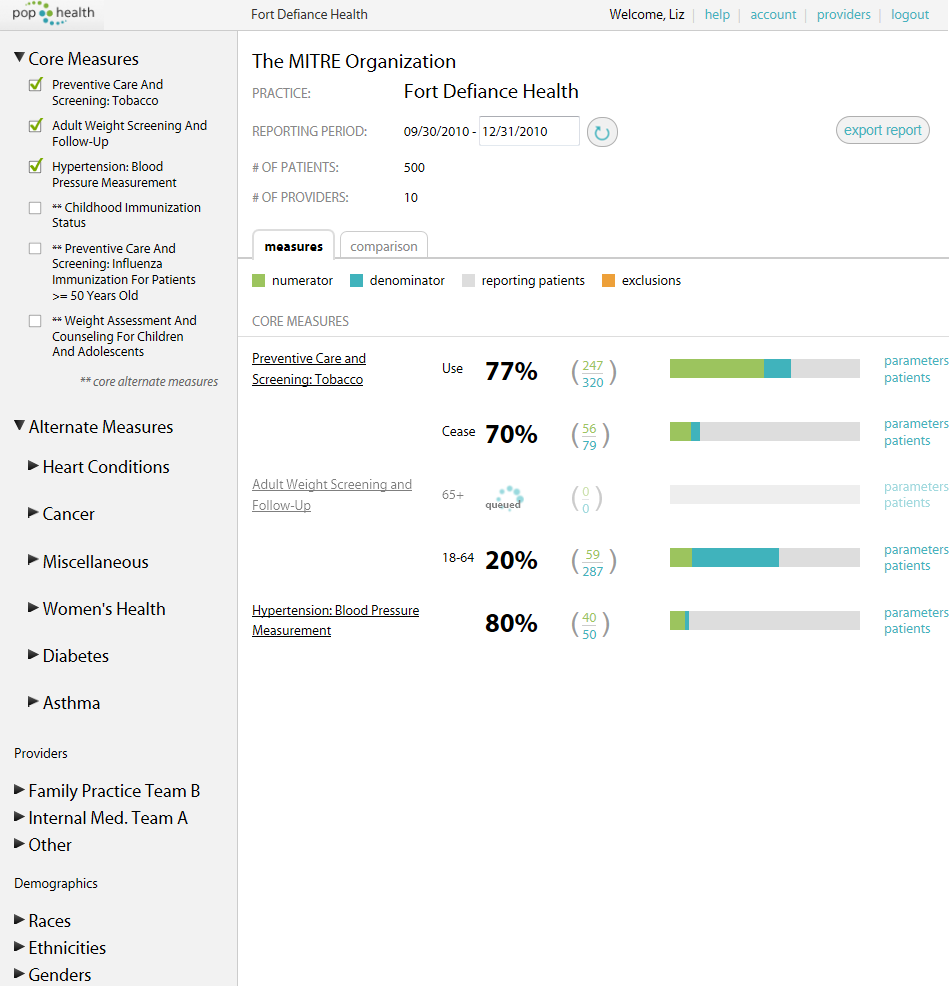 pop health
Fort Defiance Health
Welcome, Liz | help | account | providers | logout
Core Measures
Preventive Care And
Screening: Tobacco
Adult Weight Screening And
Follow-Up
Hypertension: Blood
Pressure Measurement
** Childhood Immunization
Status
** Preventive Care And
Screening: Influenza
Immunization For Patients
>= 50 Years Old
** Weight Assessment And
Counseling For Children
And Adolescents
** core alternate measures
Alternate Measures
Heart Conditions
Cancer
Miscellaneous
Women's Health
Diabetes
Asthma
Providers
Family Practice Team B
Internal Med. Team A
Other
Demographics
Races
Ethnicities
Genders
The MITRE Organization
PRACTICE: Fort Defiance Health
REPORTING PERIOD: 09/30/2010 - 12/31/2010
export report
# OF PATIENTS: 500
# OF PROVIDERS: 10
measures comparison
numerator denominator reporting patients exclusions
CORE MEASURES
Preventive Care and
Screening: Tobacco
Use 77% (247
320)
parameters
patients
Cease 70% (56
79)
parameters
patients
Adult Weight Screening and
Follow-Up
65+ queued (0
0)
parameters
patients
18-64 20% (59
287)
parameters
patients
Hypertension: Blood Pressure
Measurement
80% (40
50)
parameters
patients